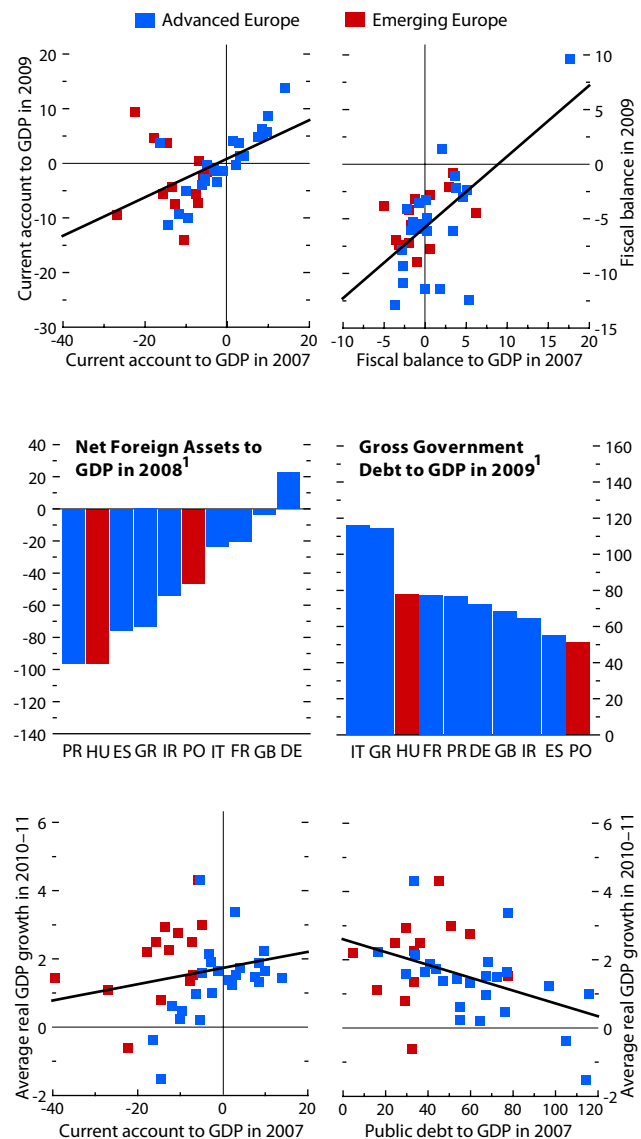 Advanced Europe Emerging Europe
Current account to GDP in 2009
20
10
0
-10
-20
-30
-40 -20 0 20
Current account to GDP in 2007
10
5
0
-5
-10
-15
Fiscal balance in 2009
-10 -5 0 5 10 15 20
Fiscal balance to GDP in 2007
Net Foreign Assets to
GDP in 2008¹
40
20
0
-20
-40
-60
-80
-100
-120
-140
PR HU ES GR IR PO IT FR GB DE
Gross Government
Debt to GDP in 2009¹
160
120
80
60
40
20
0
IT GR HU FR PR DE GB IR ES PO
Average real GDP growth in 2010–11
6
4
2
0
-2
-40 -20 0 20
Current account to GDP in 2007
6
4
2
0
-2
Average real GDP growth in 2010–11
0 20 40 60 80 100 120
Public debt to GDP in 2007